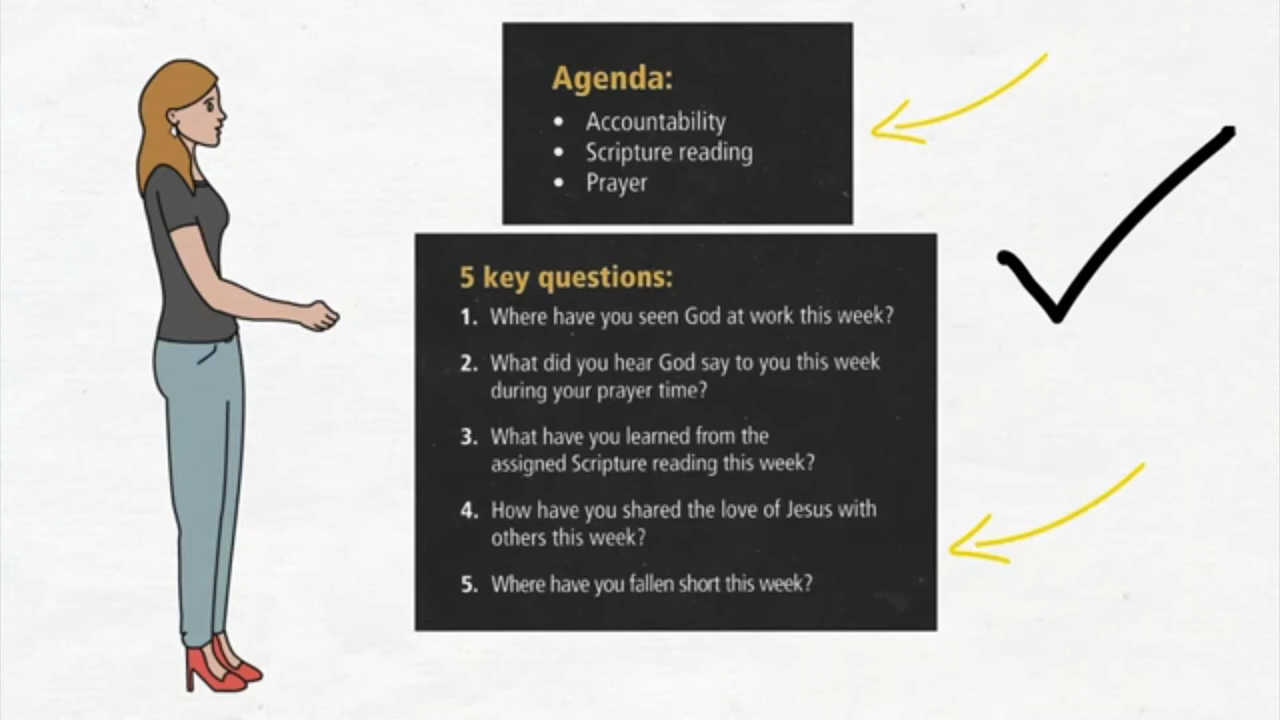 Agenda:
• Accountability
• Scripture reading
• Prayer
5 key questions:
1. Where have you seen God at work this week?
2. What did you hear God say to you this week
during your prayer time?
3. What have you learned from the
assigned Scripture reading this week?
4. How have you shared the love of Jesus with
others this week?
5. Where have you fallen short this week?